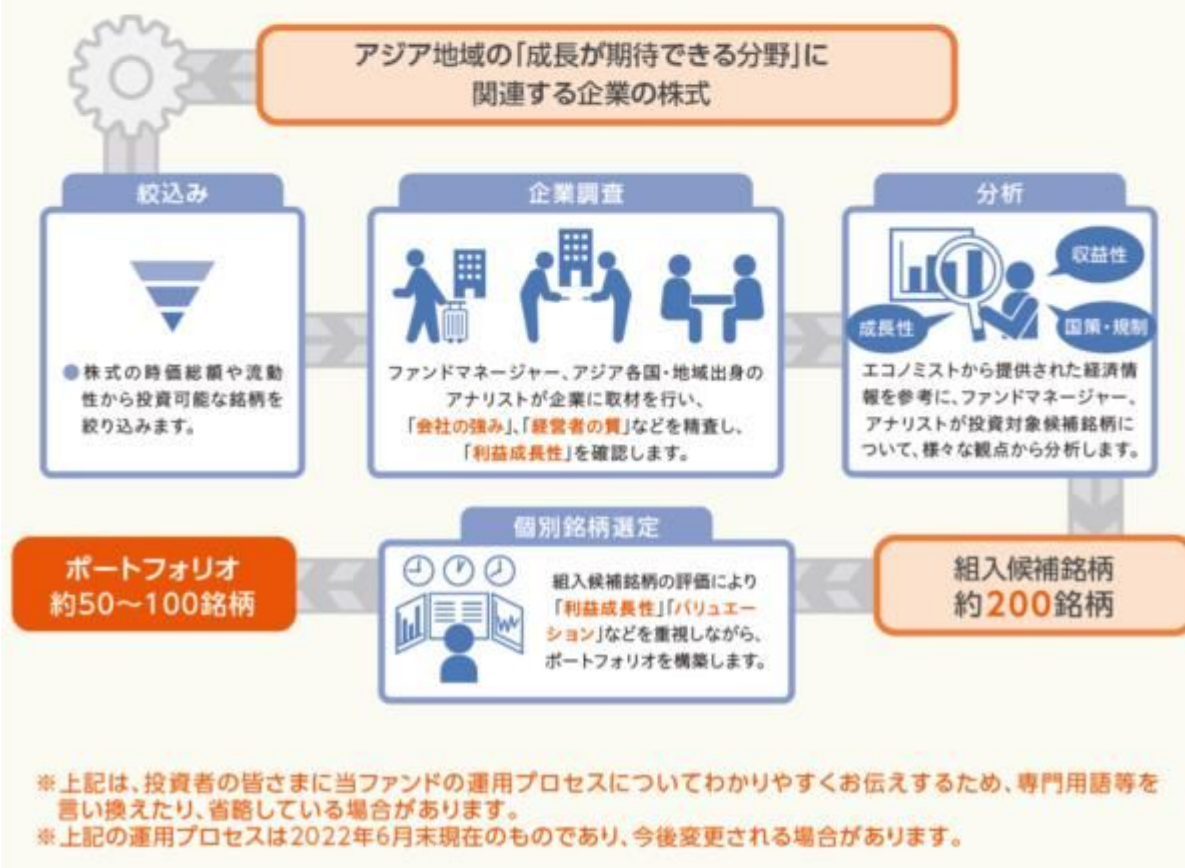 アジア地域の「成長が期待できる分野」に
関連する企業の株式
絞込み
●株式の時価総額や流動
性から投資可能な銘柄を
絞り込みます。
企業調査
ファンドマネージャー、アジア各国・地域出身の
アナリストが企業に取材を行い、
「会社の強み」、「経営者の質」などを精査し、
「利益成長性」を確認します。
分析
収益性
成長性
国策・規制
エコノミストから提供された経済情
報を参考に、ファンドマネージャー、
アナリストが投資対象候補銘柄に
ついて、様々な観点から分析します。
組入候補銘柄
約200銘柄
個別銘柄選定
組入候補銘柄の評価により
「利益成長性」「バリュエー
ション」などを重視しながら、
ポートフォリオを構築します。
ポートフォリオ
約50～100銘柄
※上記は、投資者の皆さまに当ファンドの運用プロセスについてわかりやすくお伝えするため、専門用語等を
言い換えたり、省略している場合があります。
※上記の運用プロセスは2022年6月末現在のものであり、今後変更される場合があります。